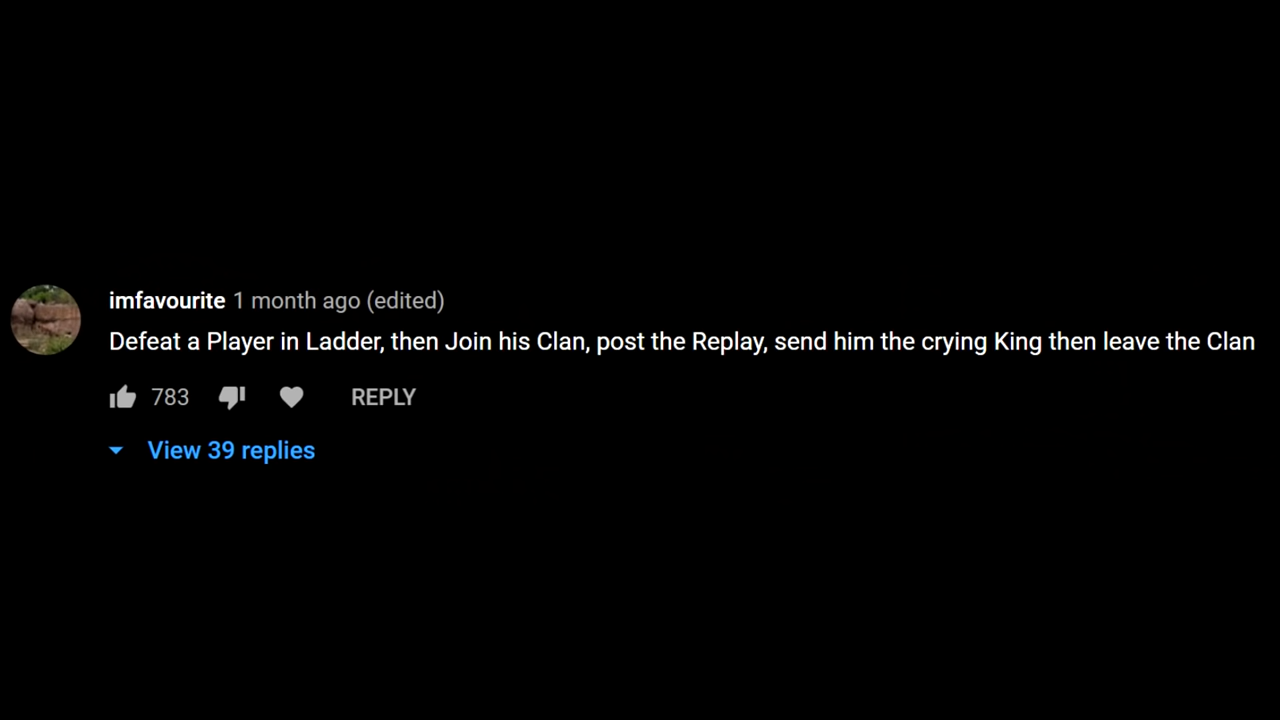 imfavourite 1 month ago (edited)
Defeat a Player in Ladder, then Join his Clan, post the Replay, send him the crying King then leave the Clan
783 REPLY
View 39 replies